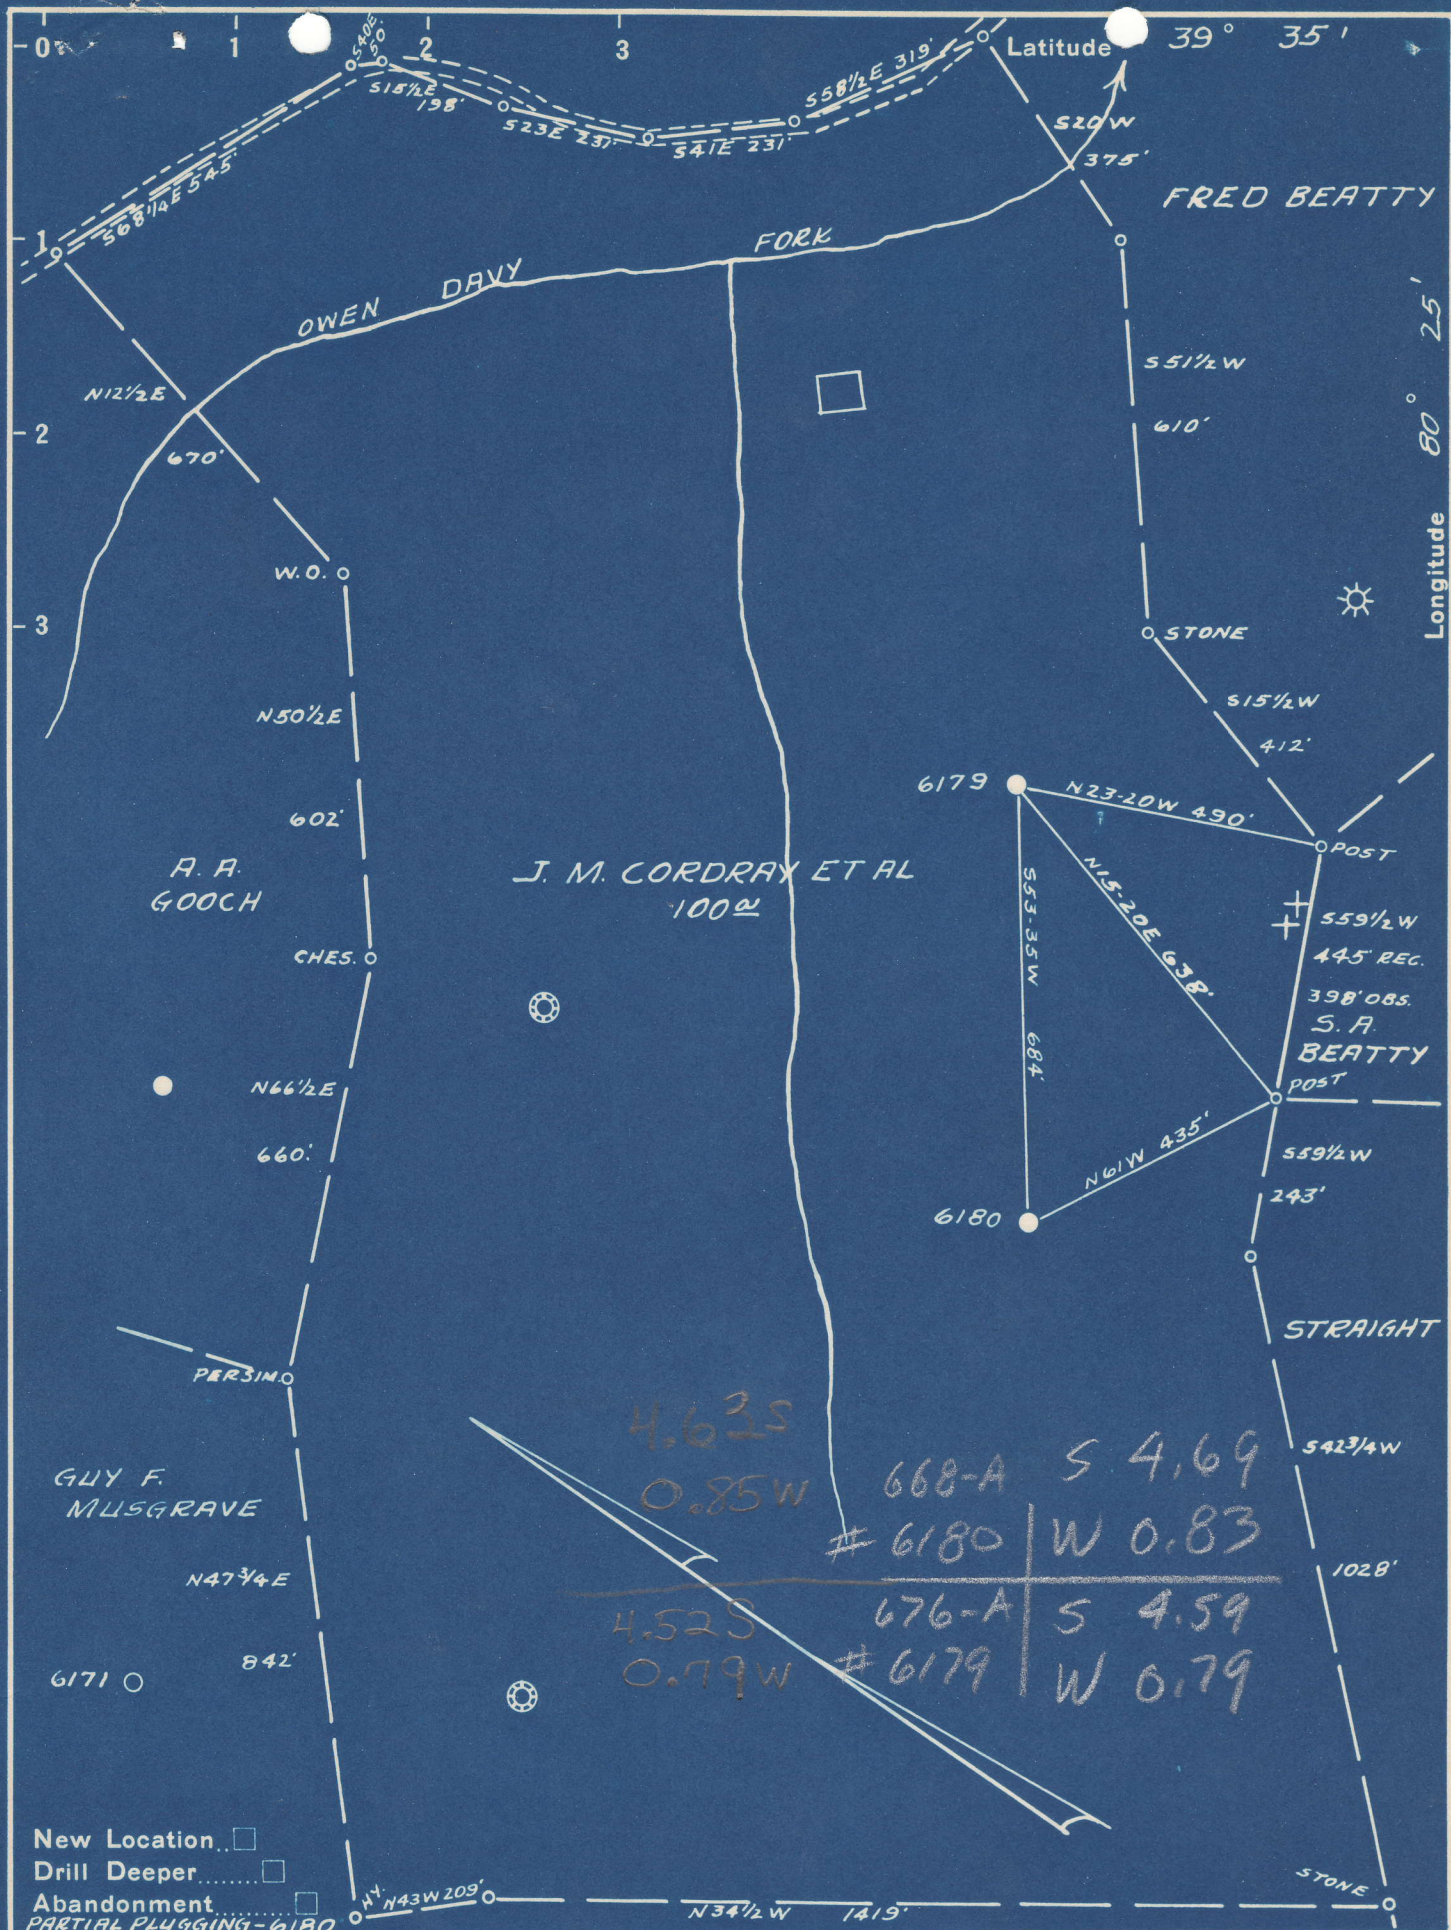 0
1
2
3
Latitude
39° 35'
S40E
50'
S15½E
198'
S23E 231'
S41E 231'
S58½E 319'
S20W
375'
FRED BEATTY
S68¼E 545'
1
OWEN DAVY FORK
N12½E
670'
2
S51½W
610'
80° 25'
Longitude
W.O.
3
STONE
N50½E
602'
S15½W
412'
6179
N23-20W 490'
POST
A. A.
GOOCH
J. M. CORDRAY ET AL
100 a
N15-20E 638'
S53-35W 684'
S59½W
445' REC.
398' OBS.
S. A.
BEATTY
POST
CHES.
N66½E
660'
N61W 435'
6180
S59½W
243'
STRAIGHT
PERSIM.
4.63S
0.85W
668-A S 4.69
# 6180 W 0.83
S42¾W
GUY F.
MUSGRAVE
N47¾E
842'
4.52S
0.79W
676-A S 4.59
# 6179 W 0.79
1028'
6171
New Location
Drill Deeper
Abandonment
PARTIAL PLUGGING-6180
HY.
N43W 209'
N34½W 1419'
STONE